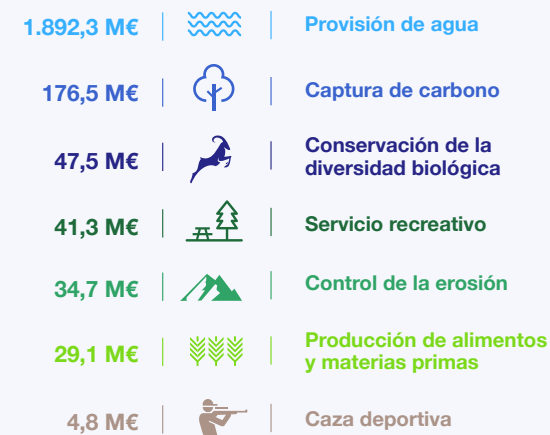 1.892,3 M€ Provisión de agua
176,5 M€ Captura de carbono
47,5 M€ Conservación de la
diversidad biológica
41,3 M€ Servicio recreativo
34,7 M€ Control de la erosión
29,1 M€ Producción de alimentos
y materias primas
4,8 M€ Caza deportiva